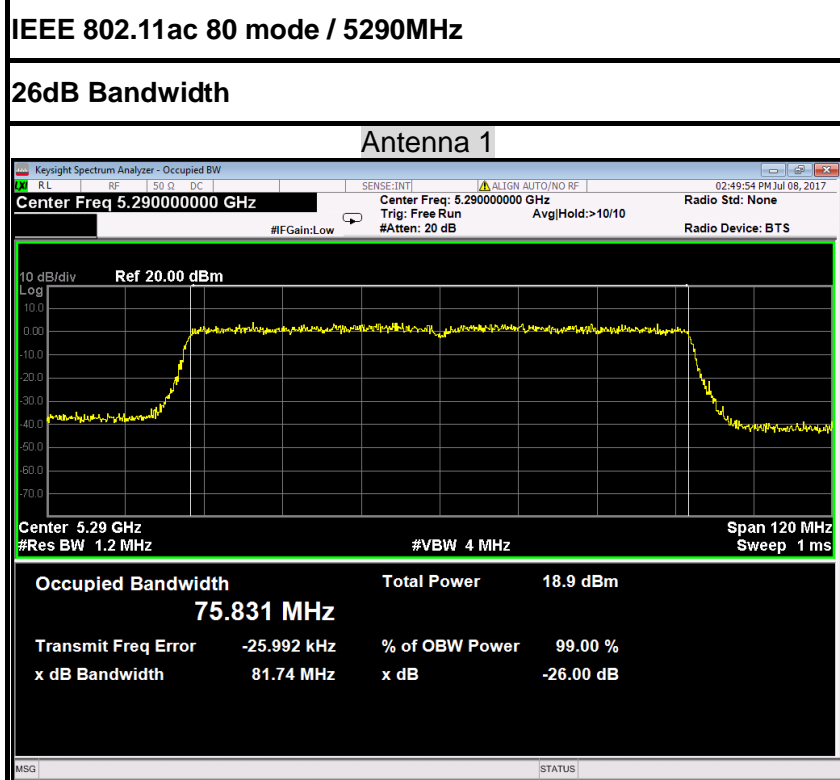 IEEE 802.11ac 80 mode / 5290MHz
26dB Bandwidth
Antenna 1
Keysight Spectrum Analyzer - Occupied BW
LXI RL RF 50 Ω DC SENSE:INT ALIGN AUTO/NO RF 02:49:54 PM Jul 08, 2017
Center Freq 5.290000000 GHz Center Freq: 5.290000000 GHz Radio Std: None
Trig: Free Run Avg|Hold:>10/10
#IFGain:Low #Atten: 20 dB Radio Device: BTS
10 dB/div Ref 20.00 dBm
Log
10.0
0.00
-10.0
-20.0
-30.0
-40.0
-50.0
-60.0
-70.0
Center 5.29 GHz Span 120 MHz
#Res BW 1.2 MHz #VBW 4 MHz Sweep 1 ms
Occupied Bandwidth Total Power 18.9 dBm
75.831 MHz
Transmit Freq Error -25.992 kHz % of OBW Power 99.00 %
x dB Bandwidth 81.74 MHz x dB -26.00 dB
MSG STATUS